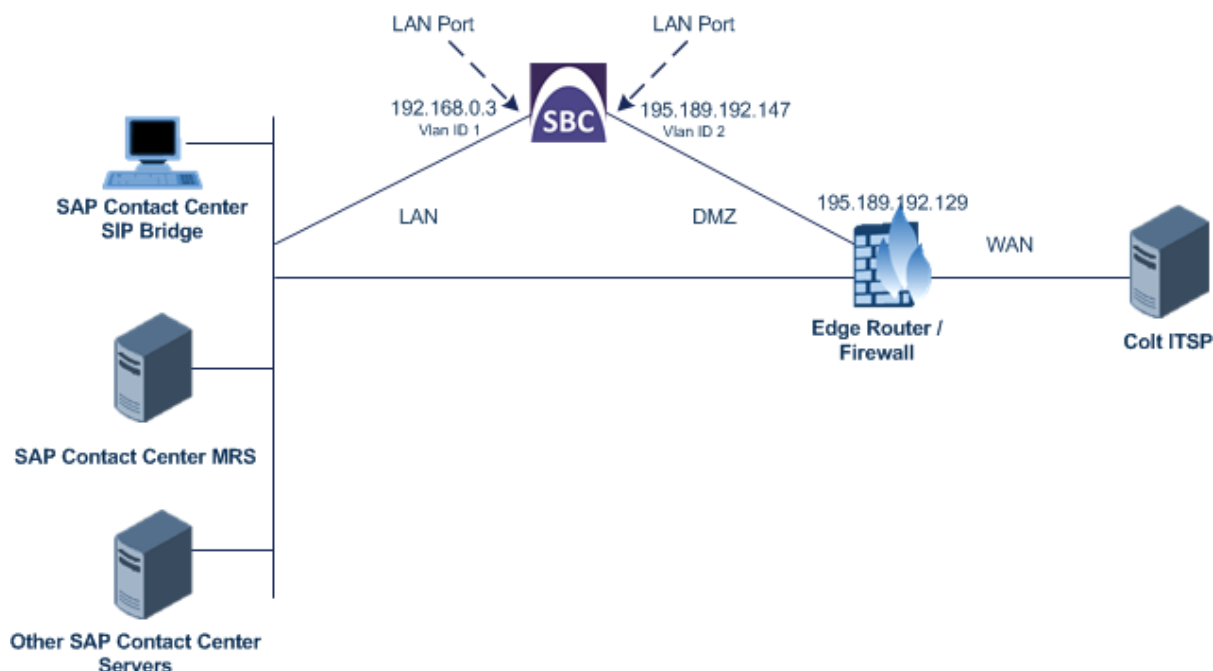 LAN Port
LAN Port
SBC
192.168.0.3
Vlan ID 1
195.189.192.147
Vlan ID 2
SAP Contact Center
SIP Bridge
LAN
DMZ
195.189.192.129
WAN
Edge Router /
Firewall
Colt ITSP
SAP Contact Center MRS
Other SAP Contact Center
Servers